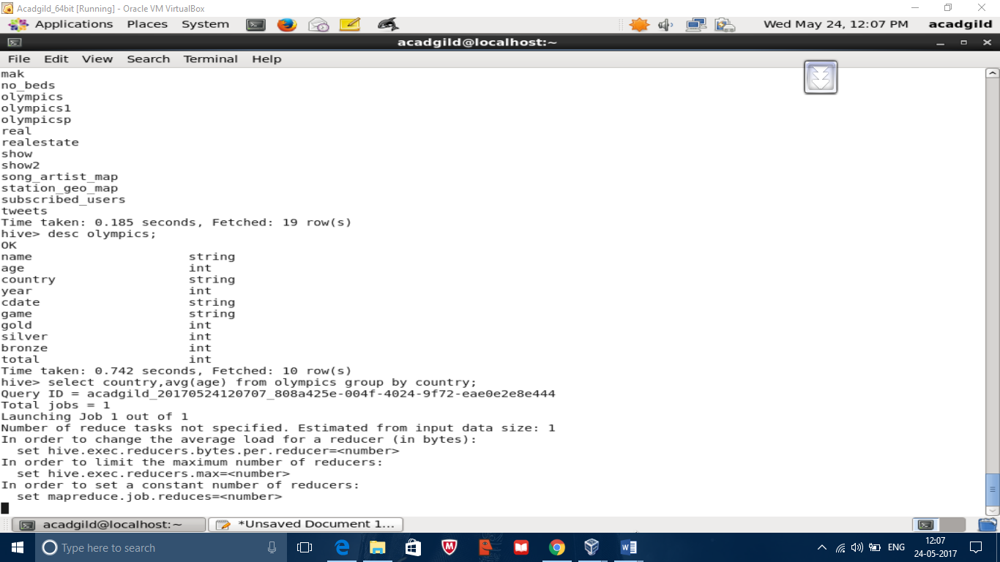 Acadgild_64bit [Running] - Oracle VM VirtualBox
Applications Places System Wed May 24, 12:07 PM acadgild
acadgild@localhost:~
File Edit View Search Terminal Help
mak
no_beds
olympics
olympics1
olympicsp
real
realestate
show
show2
song_artist_map
station_geo_map
subscribed_users
tweets
Time taken: 0.185 seconds, Fetched: 19 row(s)
hive> desc olympics;
OK
name string
age int
country string
year int
cdate string
game string
gold int
silver int
bronze int
total int
Time taken: 0.742 seconds, Fetched: 10 row(s)
hive> select country,avg(age) from olympics group by country;
Query ID = acadgild_20170524120707_808a425e-004f-4024-9f72-eae0e2e8e444
Total jobs = 1
Launching Job 1 out of 1
Number of reduce tasks not specified. Estimated from input data size: 1
In order to change the average load for a reducer (in bytes):
  set hive.exec.reducers.bytes.per.reducer=<number>
In order to limit the maximum number of reducers:
  set hive.exec.reducers.max=<number>
In order to set a constant number of reducers:
  set mapreduce.job.reduces=<number>
acadgild@localhost:~ *Unsaved Document 1...
Type here to search ENG 12:07
24-05-2017